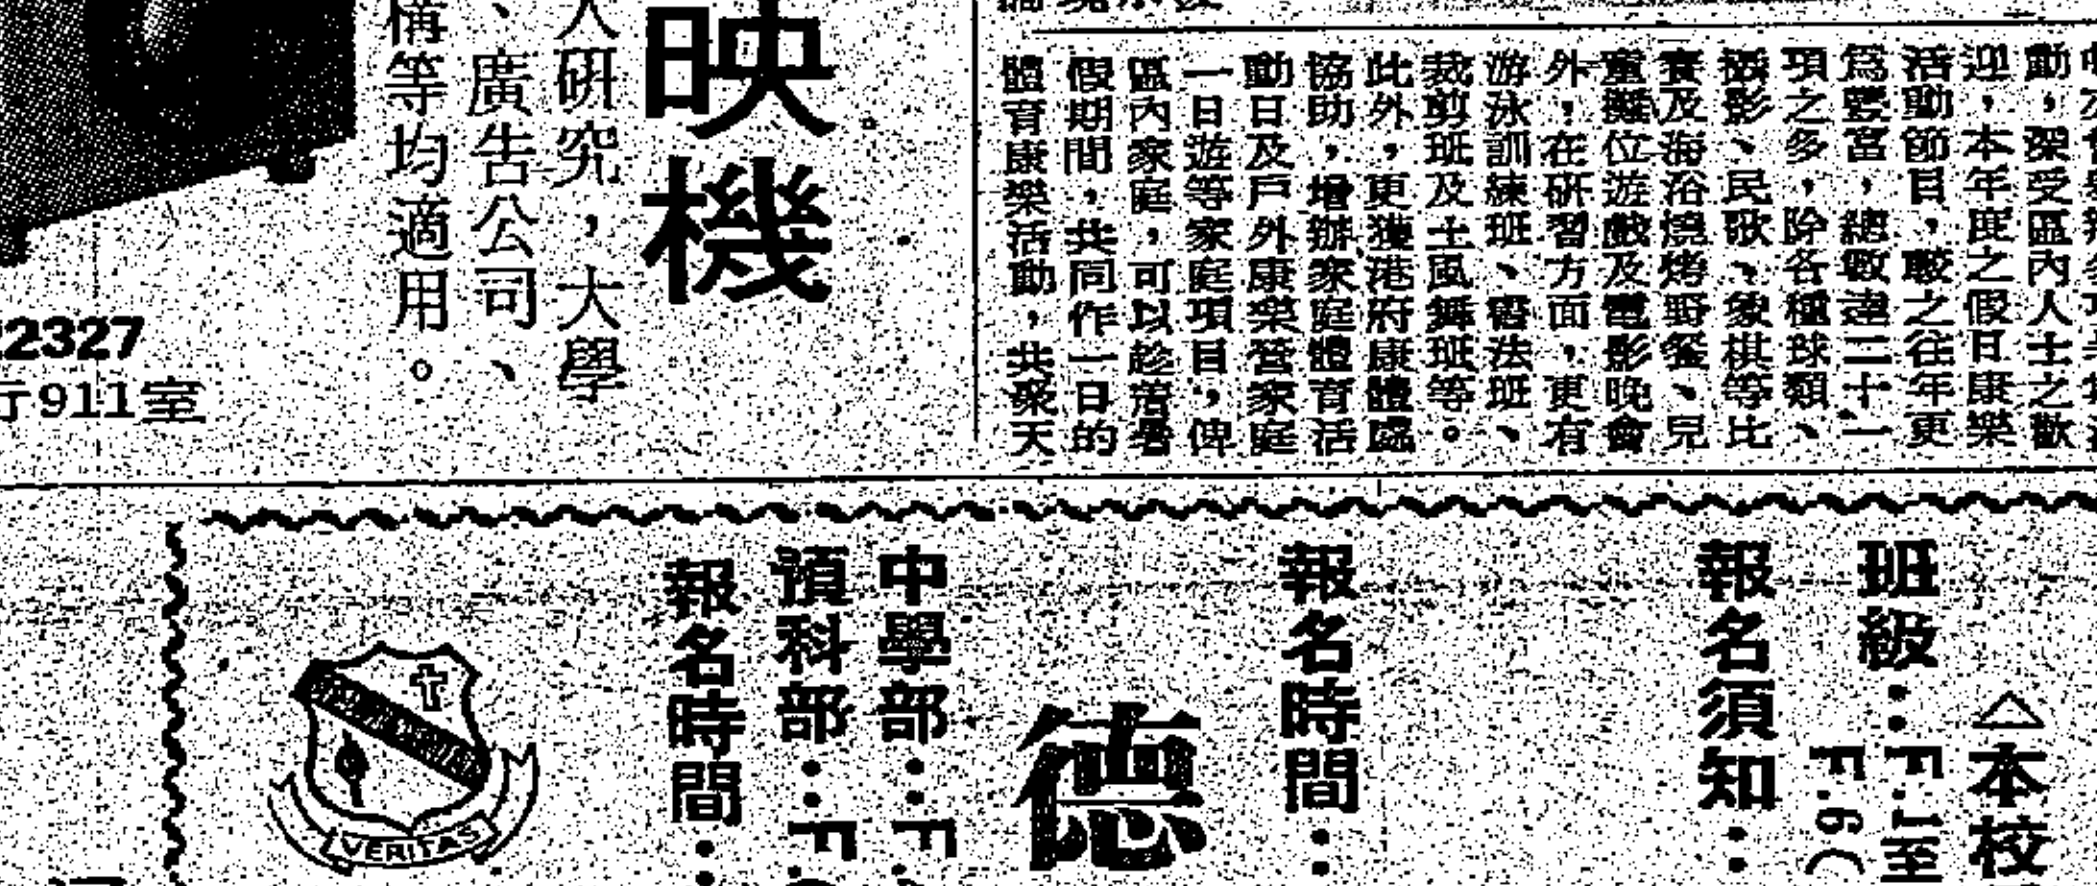 動，深受區內人士之歡
迎，本年度之假日康樂
活動節目，較之往年更
爲豐富，總數達二十一
項之多，除各種球類、
攝影、民歌、象棋等比
賽及海浴燒烤野餐、兒
童攤位遊戲及電影晚會
外，在研習方面，更有
游泳訓練班、書法班、
裁剪班及土風舞班等。
此外，更獲港府康體處
協助，增辦家庭體育活
動日及戶外康樂營家庭
一日遊等家庭項目，俾
區內家庭，可以趁着暑
假期間，共同作一日的
體育康樂活動，共聚天
映機
人研究，大學
、廣告公司、
構等均適用。
2327
行911室
△本校
班級：F.1至
F.6(
報名須知：
報名時間：
德
中學部：F.
預科部：F.
報名時間：
VERITAS